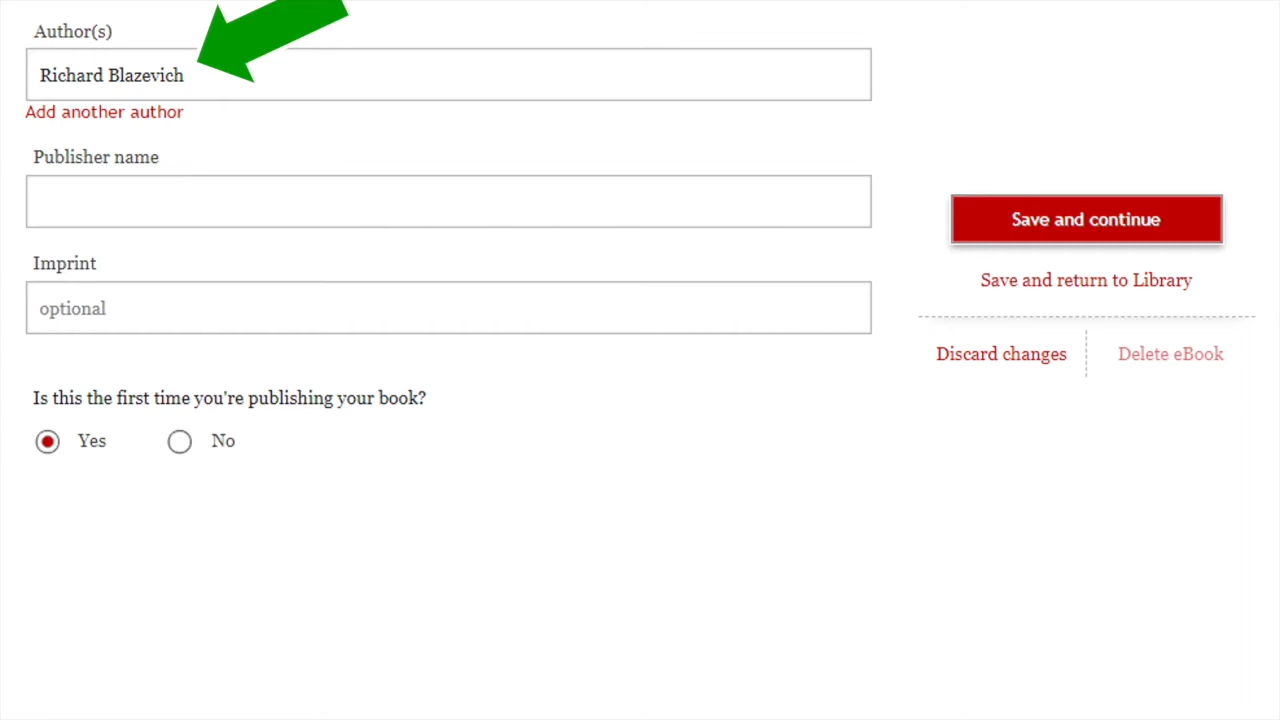 Author(s)
Richard Blazevich
Add another author
Publisher name
Imprint
optional
Is this the first time you're publishing your book?
Yes No
Save and continue
Save and return to Library
Discard changes Delete eBook